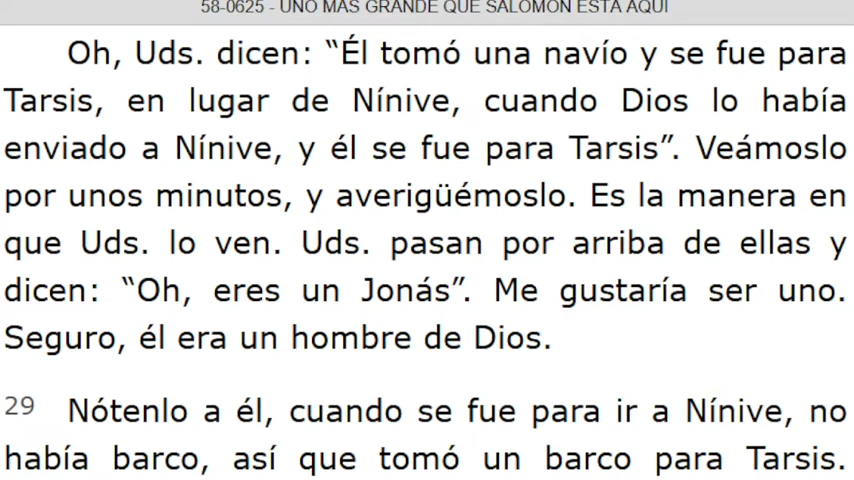 58-0625 - UNO MAS GRANDE QUE SALOMON ESTA AQUI
Oh, Uds. dicen: “Él tomó una navío y se fue para
Tarsis, en lugar de Nínive, cuando Dios lo había
enviado a Nínive, y él se fue para Tarsis”. Veámoslo
por unos minutos, y averigüémoslo. Es la manera en
que Uds. lo ven. Uds. pasan por arriba de ellas y
dicen: “Oh, eres un Jonás”. Me gustaría ser uno.
Seguro, él era un hombre de Dios.
29 Nótenlo a él, cuando se fue para ir a Nínive, no
había barco, así que tomó un barco para Tarsis.